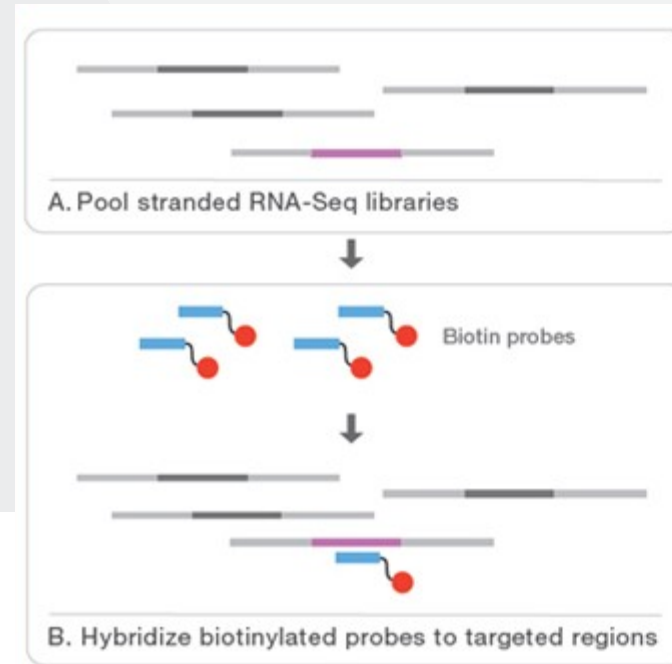 A. Pool stranded RNA-Seq libraries
Biotin probes
B. Hybridize biotinylated probes to targeted regions